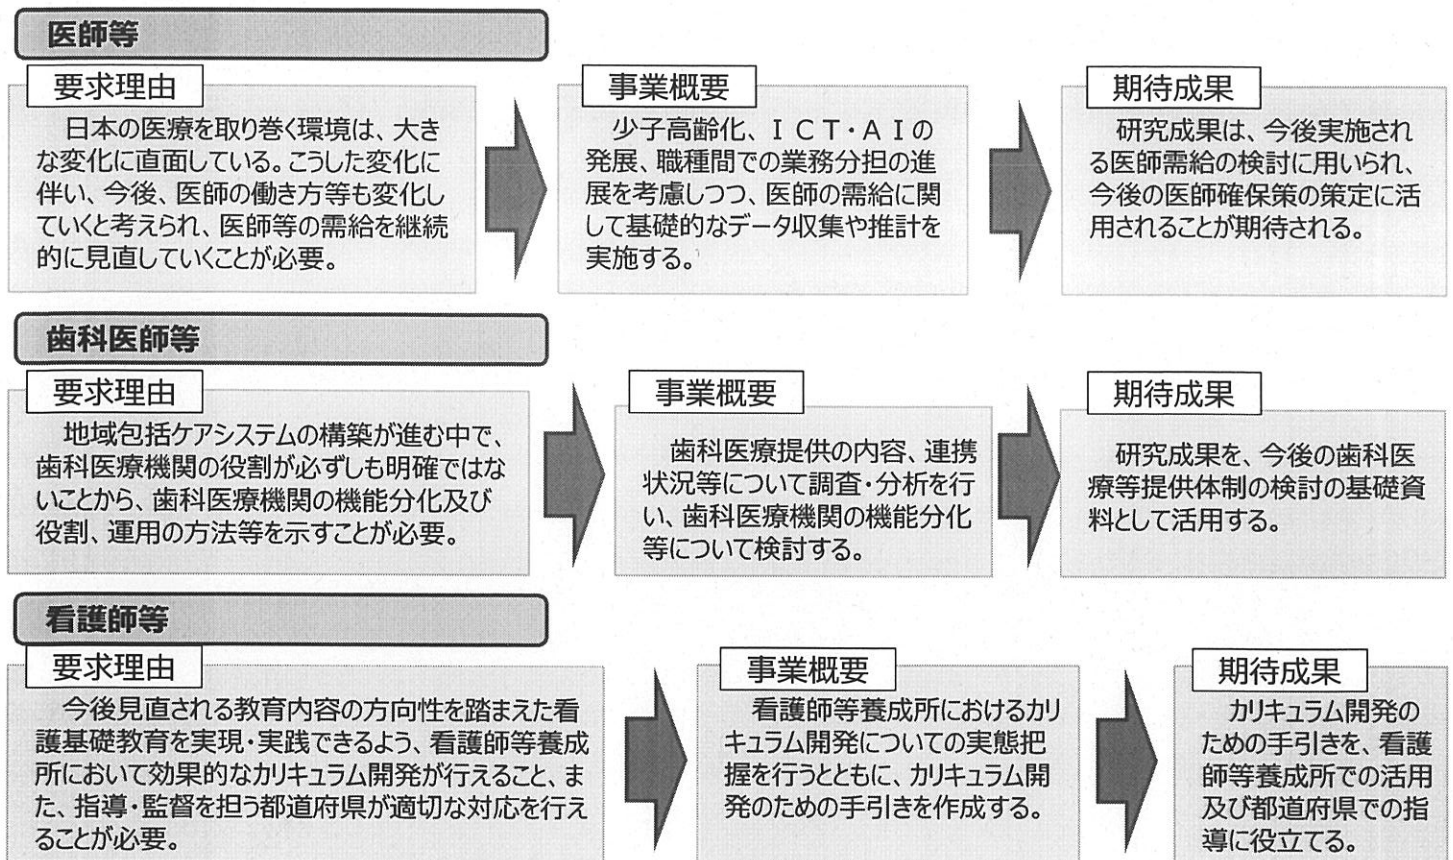 医師等
要求理由
日本の医療を取り巻く環境は、大き
な変化に直面している。こうした変化に
伴い、今後、医師の働き方等も変化し
ていくと考えられ、医師等の需給を継続
的に見直していくことが必要。
事業概要
少子高齢化、ＩＣＴ・ＡＩの
発展、職種間での業務分担の進
展を考慮しつつ、医師の需給に関
して基礎的なデータ収集や推計を
実施する。
期待成果
研究成果は、今後実施され
る医師需給の検討に用いられ、
今後の医師確保策の策定に活
用されることが期待される。
歯科医師等
要求理由
地域包括ケアシステムの構築が進む中で、
歯科医療機関の役割が必ずしも明確ではな
いことから、歯科医療機関の機能分化及び
役割、運用の方法等を示すことが必要。
事業概要
歯科医療提供の内容、連携
状況等について調査・分析を行
い、歯科医療機関の機能分化
等について検討する。
期待成果
研究成果を、今後の歯科医
療等提供体制の検討の基礎資
料として活用する。
看護師等
要求理由
今後見直される教育内容の方向性を踏まえた看
護基礎教育を実現・実践できるよう、看護師等養成
所において効果的なカリキュラム開発が行えること、ま
た、指導・監督を担う都道府県が適切な対応を行え
ることが必要。
事業概要
看護師等養成所におけるカリ
キュラム開発についての実態把
握を行うとともに、カリキュラム開
発のための手引きを作成する。
期待成果
カリキュラム開発の
ための手引きを、看護
師等養成所での活用
及び都道府県での指
導に役立てる。